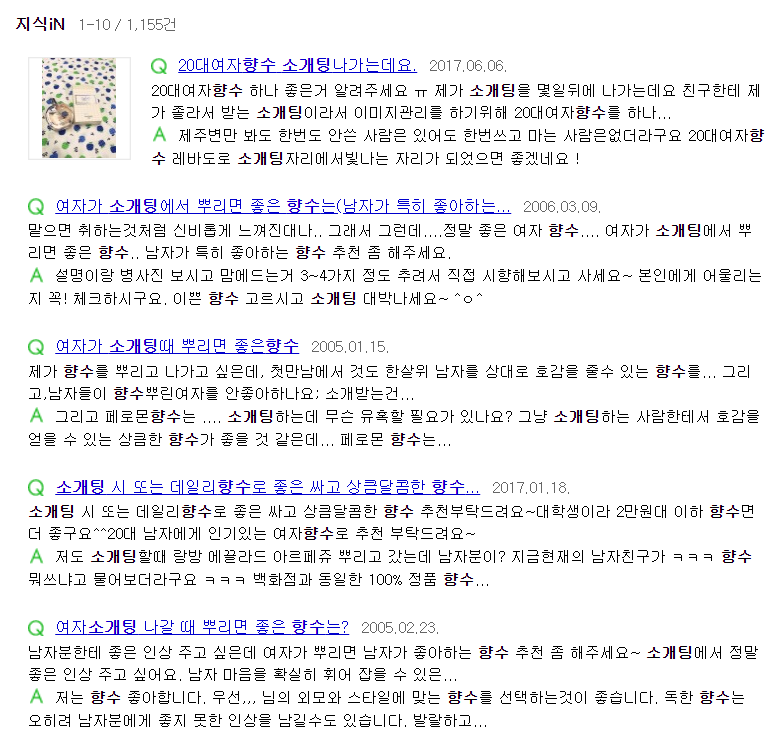 지식iN 1-10 / 1,155건
Q 20대여자향수 소개팅나가는데요. 2017.06.06.
20대여자향수 하나 좋은거 알려주세요 ㅠ 제가 소개팅을 몇일뒤에 나가는데요 친구한테 제
가 졸라서 받는 소개팅이라서 이미지관리를 하기위해 20대여자향수를 하나...
A 제주변만 봐도 한번도 안쓴 사람은 있어도 한번쓰고 마는 사람은없더라구요 20대여자향
수 레바도로 소개팅자리에서빛나는 자리가 되었으면 좋겠네요 !
Q 여자가 소개팅에서 뿌리면 좋은 향수는(남자가 특히 좋아하는... 2006.03.09.
맡으면 취하는것처럼 신비롭게 느껴진대나.. 그래서 그런데....정말 좋은 여자 향수.... 여자가 소개팅에서 뿌
리면 좋은 향수.. 남자가 특히 좋아하는 향수 추천 좀 해주세요.
A 설명이랑 병사진 보시고 맘에드는거 3~4가지 정도 추려서 직접 시향해보시고 사세요~ 본인에게 어울리는
지 꼭! 체크하시구요. 이쁜 향수 고르시고 소개팅 대박나세요~ ^ㅇ^
Q 여자가 소개팅때 뿌리면 좋은향수 2005.01.15.
제가 향수를 뿌리고 나가고 싶은데, 첫만남에서 것도 한살위 남자를 상대로 호감을 줄수 있는 향수를... 그리
고,남자들이 향수뿌린여자를 안좋아하나요; 소개받는건...
A 그리고 페로몬향수는 .... 소개팅하는데 무슨 유혹할 필요가 있나요? 그냥 소개팅하는 사람한테서 호감을
얻을 수 있는 상큼한 향수가 좋을 것 같은데... 페로몬 향수는...
Q 소개팅 시 또는 데일리향수로 좋은 싸고 상큼달콤한 향수... 2017.01.18.
소개팅 시 또는 데일리향수로 좋은 싸고 상큼달콤한 향수 추천부탁드려요~대학생이라 2만원대 이하 향수면
더 좋구요^^20대 남자에게 인기있는 여자향수로 추천 부탁드려요~
A 저도 소개팅할때 랑방 에끌라드 아르페쥬 뿌리고 갔는데 남자분이? 지금현재의 남자친구가 ㅋㅋㅋ 향수
뭐쓰냐고 물어보더라구요 ㅋㅋㅋ 백화점과 동일한 100% 정품 향수...
Q 여자소개팅 나갈 때 뿌리면 좋은 향수는? 2005.02.23.
남자분한테 좋은 인상 주고 싶은데 여자가 뿌리면 남자가 좋아하는 향수 추천 좀 해주세요~ 소개팅에서 정말
좋은 인상 주고 싶어요. 남자 마음을 확실히 휘어 잡을 수 있은...
A 저는 향수 좋아합니다. 우선,,, 님의 외모와 스타일에 맞는 향수를 선택하는것이 좋습니다. 독한 향수는
오히려 남자분에게 좋지 못한 인상을 남길수도 있습니다. 발랄하고...